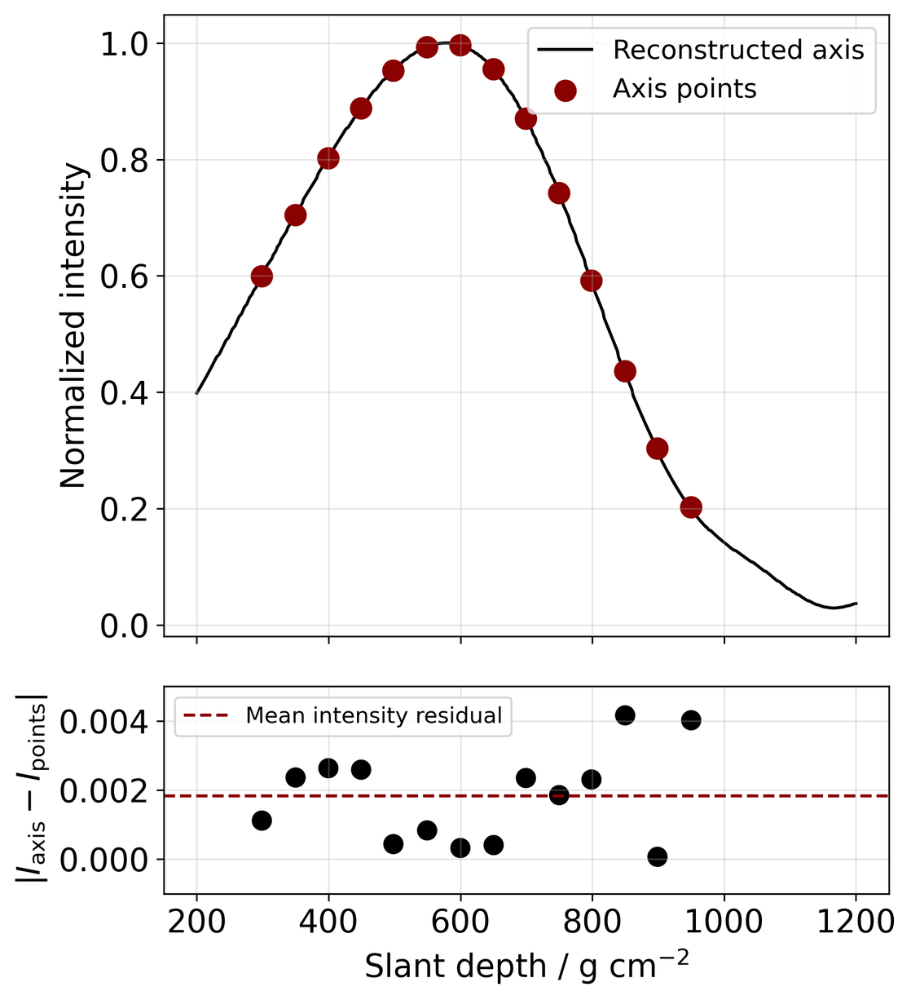 1.0
0.8
0.6
0.4
0.2
0.0
Normalized intensity
Reconstructed axis
Axis points
0.004
0.002
0.000
|I_axis − I_points|
Mean intensity residual
200 400 600 800 1000 1200
Slant depth / g cm⁻²